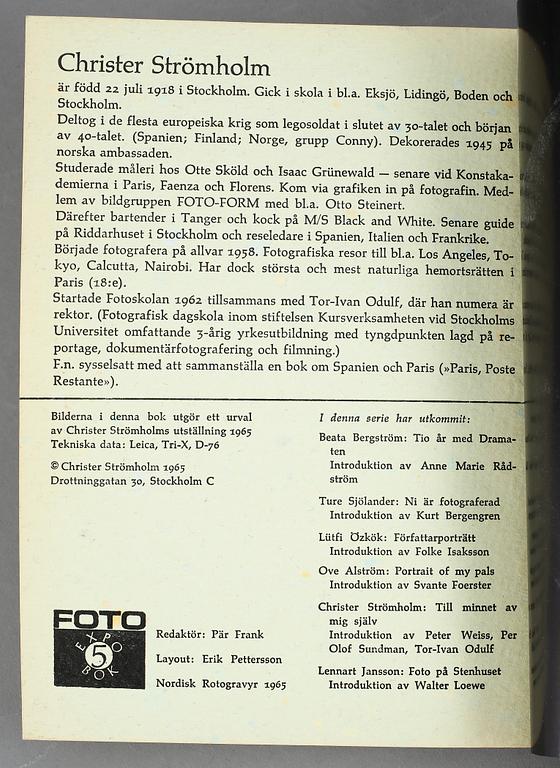 Christer Strömholm
är född 22 juli 1918 i Stockholm. Gick i skola i bl.a. Eksjö, Lidingö, Boden och
Stockholm.
Deltog i de flesta europeiska krig som legosoldat i slutet av 30-talet och början
av 40-talet. (Spanien; Finland; Norge, grupp Conny). Dekorerades 1945 på
norska ambassaden.
Studerade måleri hos Otte Sköld och Isaac Grünewald — senare vid Konstaka-
demierna i Paris, Faenza och Florens. Kom via grafiken in på fotografin. Med-
lem av bildgruppen FOTO-FORM med bl.a. Otto Steinert.
Därefter bartender i Tanger och kock på M/S Black and White. Senare guide
på Riddarhuset i Stockholm och reseledare i Spanien, Italien och Frankrike.
Började fotografera på allvar 1958. Fotografiska resor till bl.a. Los Angeles, To-
kyo, Calcutta, Nairobi. Har dock största och mest naturliga hemortsrätten i
Paris (18:e).
Startade Fotoskolan 1962 tillsammans med Tor-Ivan Odulf, där han numera är
rektor. (Fotografisk dagskola inom stiftelsen Kursverksamheten vid Stockholms
Universitet omfattande 3-årig yrkesutbildning med tyngdpunkten lagd på re-
portage, dokumentärfotografering och filmning.)
F.n. sysselsatt med att sammanställa en bok om Spanien och Paris (»Paris, Poste
Restante»).
Bilderna i denna bok utgör ett urval
av Christer Strömholms utställning 1965
Tekniska data: Leica, Tri-X, D-76
© Christer Strömholm 1965
Drottninggatan 30, Stockholm C
FOTO
EXPO
5
BOK
Redaktör: Pär Frank
Layout: Erik Pettersson
Nordisk Rotogravyr 1965
I denna serie har utkommit:
Beata Bergström: Tio år med Drama-
ten
Introduktion av Anne Marie Råd-
ström
Ture Sjölander: Ni är fotograferad
Introduktion av Kurt Bergengren
Lütfi Özkök: Författarporträtt
Introduktion av Folke Isaksson
Ove Alström: Portrait of my pals
Introduktion av Svante Foerster
Christer Strömholm: Till minnet av
mig själv
Introduktion av Peter Weiss, Per
Olof Sundman, Tor-Ivan Odulf
Lennart Jansson: Foto på Stenhuset
Introduktion av Walter Loewe